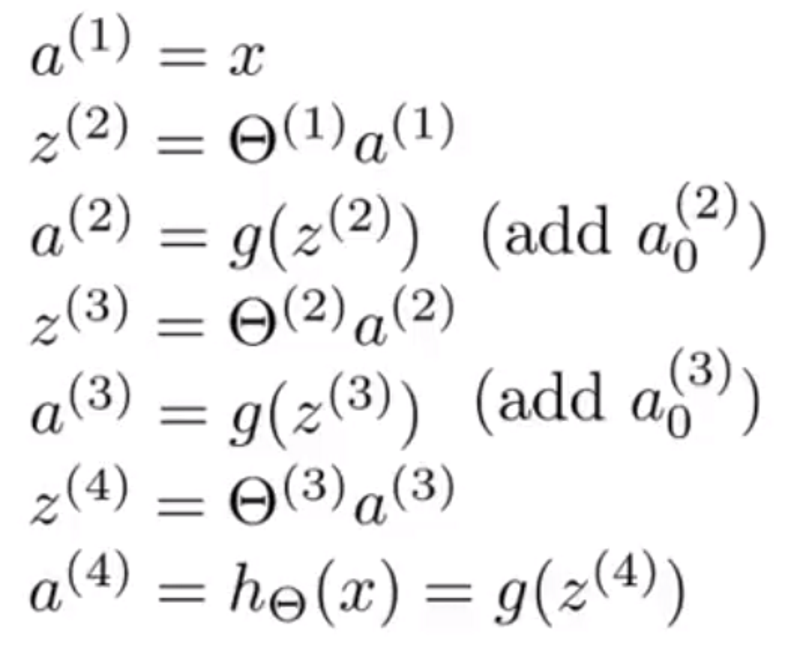 a^{(1)} = x
z^{(2)} = Θ^{(1)}a^{(1)}
a^{(2)} = g(z^{(2)}) (add a_0^{(2)})
z^{(3)} = Θ^{(2)}a^{(2)}
a^{(3)} = g(z^{(3)}) (add a_0^{(3)})
z^{(4)} = Θ^{(3)}a^{(3)}
a^{(4)} = h_Θ(x) = g(z^{(4)})